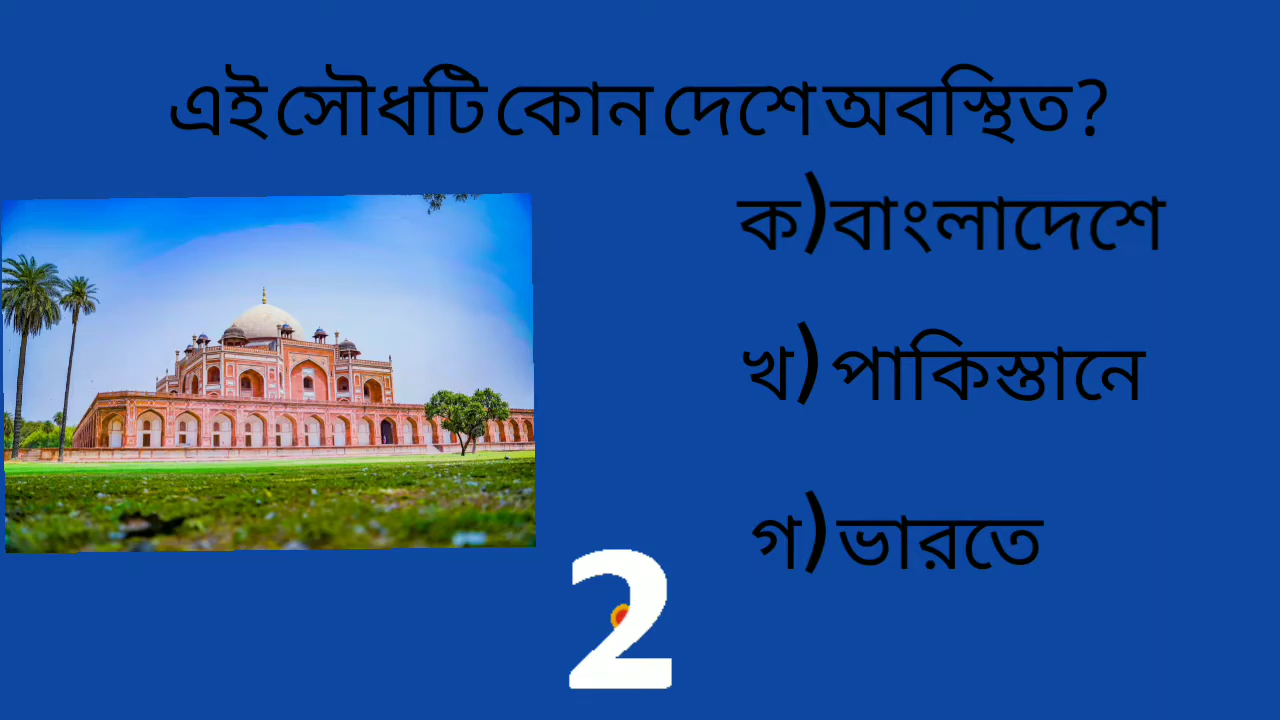 এই সৌধটি কোন দেশে অবস্থিত?
ক)বাংলাদেশে
খ) পাকিস্তানে
গ) ভারতে
2